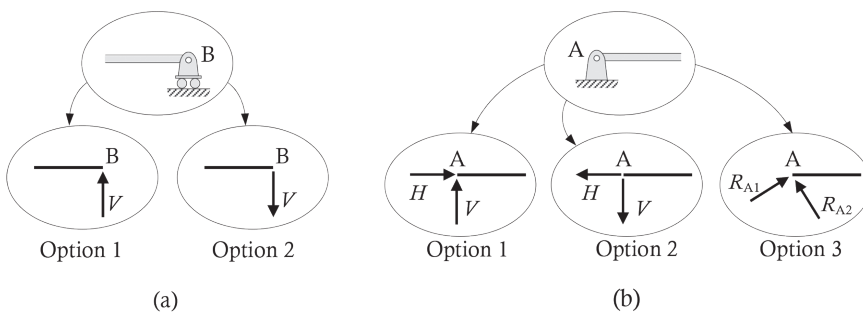 B
A
B
V
Option 1
B
V
Option 2
A
H
V
Option 1
A
H
V
Option 2
A
R_A1
R_A2
Option 3
(a)
(b)